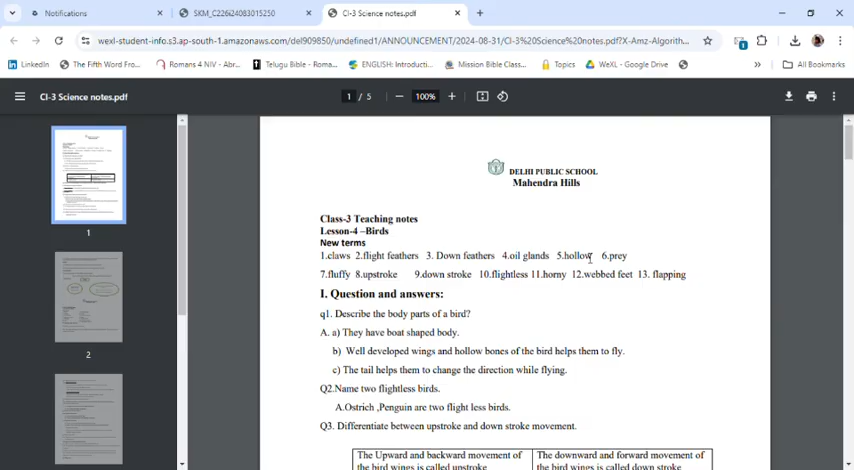 Notifications
SKM_C226i24083015250
Cl-3 Science notes.pdf
wexl-student-info.s3.ap-south-1.amazonaws.com/del909850/undefined1/ANNOUNCEMENT/2024-08-31/Cl-3%20Science%20notes.pdf?X-Amz-Algorith...
LinkedIn
The Fifth Word Fro...
Romans 4 NIV - Abr...
Telugu Bible - Roma...
ENGLISH: Introducti...
Mission Bible Class...
Topics
WeXL - Google Drive
»
All Bookmarks
Cl-3 Science notes.pdf
1 / 5
100%
1
2
DELHI PUBLIC SCHOOL
Mahendra Hills
Class-3 Teaching notes
Lesson-4 –Birds
New terms
1.claws 2.flight feathers 3. Down feathers 4.oil glands 5.hollow 6.prey
7.fluffy 8.upstroke 9.down stroke 10.flightless 11.horny 12.webbed feet 13. flapping
I. Question and answers:
q1. Describe the body parts of a bird?
A. a) They have boat shaped body.
b) Well developed wings and hollow bones of the bird helps them to fly.
c) The tail helps them to change the direction while flying.
Q2.Name two flightless birds.
A.Ostrich ,Penguin are two flight less birds.
Q3. Differentiate between upstroke and down stroke movement.
The Upward and backward movement of
the bird wings is called upstroke
The downward and forward movement of
the bird wings is called down stroke